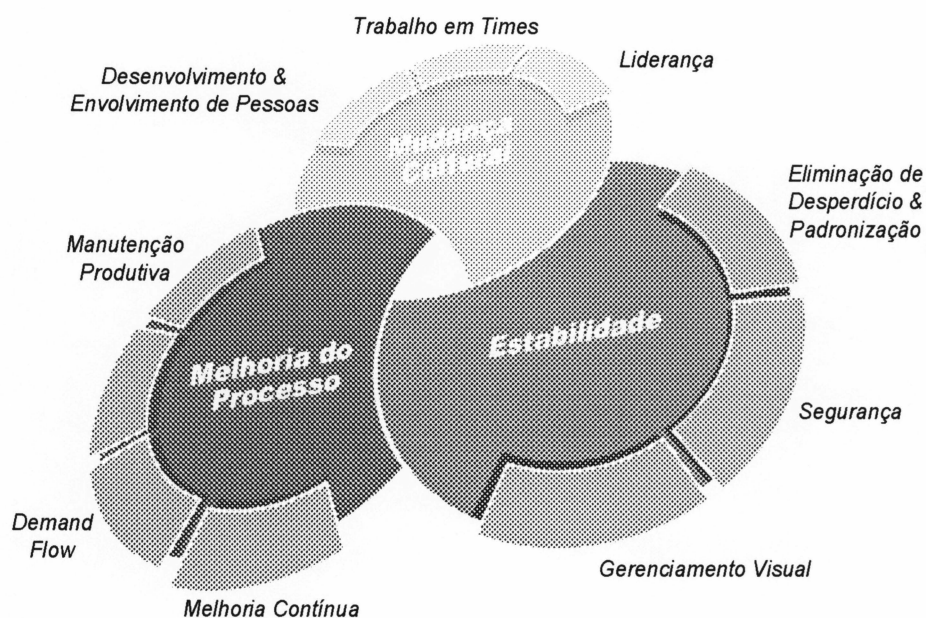 Trabalho em Times
Liderança
Desenvolvimento &
Envolvimento de Pessoas
Mudança
Cultural
Eliminação de
Desperdício &
Padronização
Manutenção
Produtiva
Estabilidade
Melhoria do
Processo
Segurança
Demand
Flow
Gerenciamento Visual
Melhoria Contínua